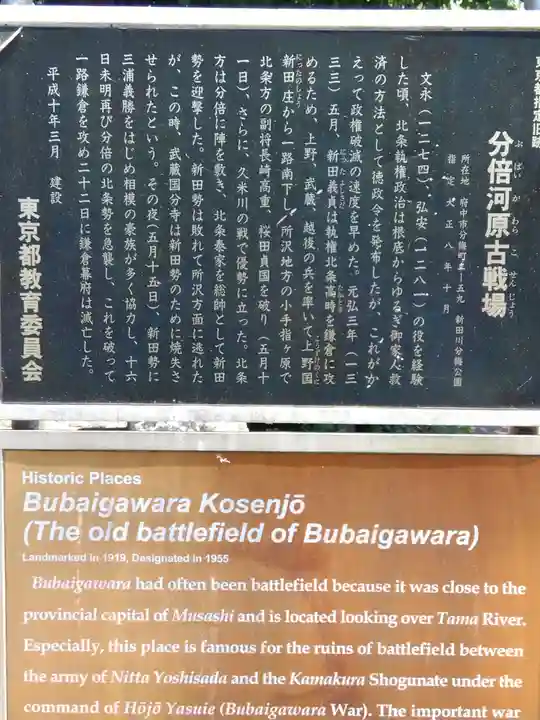 東京都指定旧跡
分倍河原古戦場
ぶばいがわらこせんじょう
所在地 府中市分梅町二ー五九 新田川分梅公園
指定 大正八年十月
文永(一二七四)、弘安(一二八一)の役を経験
した頃、北条執権政治は根底からゆるぎ御家人救
済の方法として徳政令を発布したが、これがか
えって政権破滅の速度を早めた。元弘三年(一三
三三)五月、新田義貞は執権北条高時を鎌倉に攻
めるため、上野、武蔵、越後の兵を率いて上野国
新田庄から一路南下し、所沢地方の小手指ヶ原で
北条方の副将長崎高重、桜田貞国を破り(五月十
一日)、さらに、久米川の戦で優勢に立った。北条
方は分倍に陣を敷き、北条泰家を総帥として新田
勢を迎撃した。新田勢は敗れて所沢方面に逃れた
が、この時、武蔵国分寺は新田勢のために焼失さ
せられたという。その夜(五月十五日)、新田勢に
三浦義勝をはじめ相模の豪族が多く協力し、十六
日未明再び分倍の北条勢を急襲し、これを破って
一路鎌倉を攻め二十二日に鎌倉幕府は滅亡した。
平成十年三月 建設
東京都教育委員会
Historic Places
Bubaigawara Kosenjō
(The old battlefield of Bubaigawara)
Landmarked in 1919, Designated in 1955
Bubaigawara had often been battlefield because it was close to the
provincial capital of Musashi and is located looking over Tama River.
Especially, this place is famous for the ruins of battlefield between
the army of Nitta Yoshisada and the Kamakura Shogunate under the
command of Hōjō Yasuie (Bubaigawara War). The important war